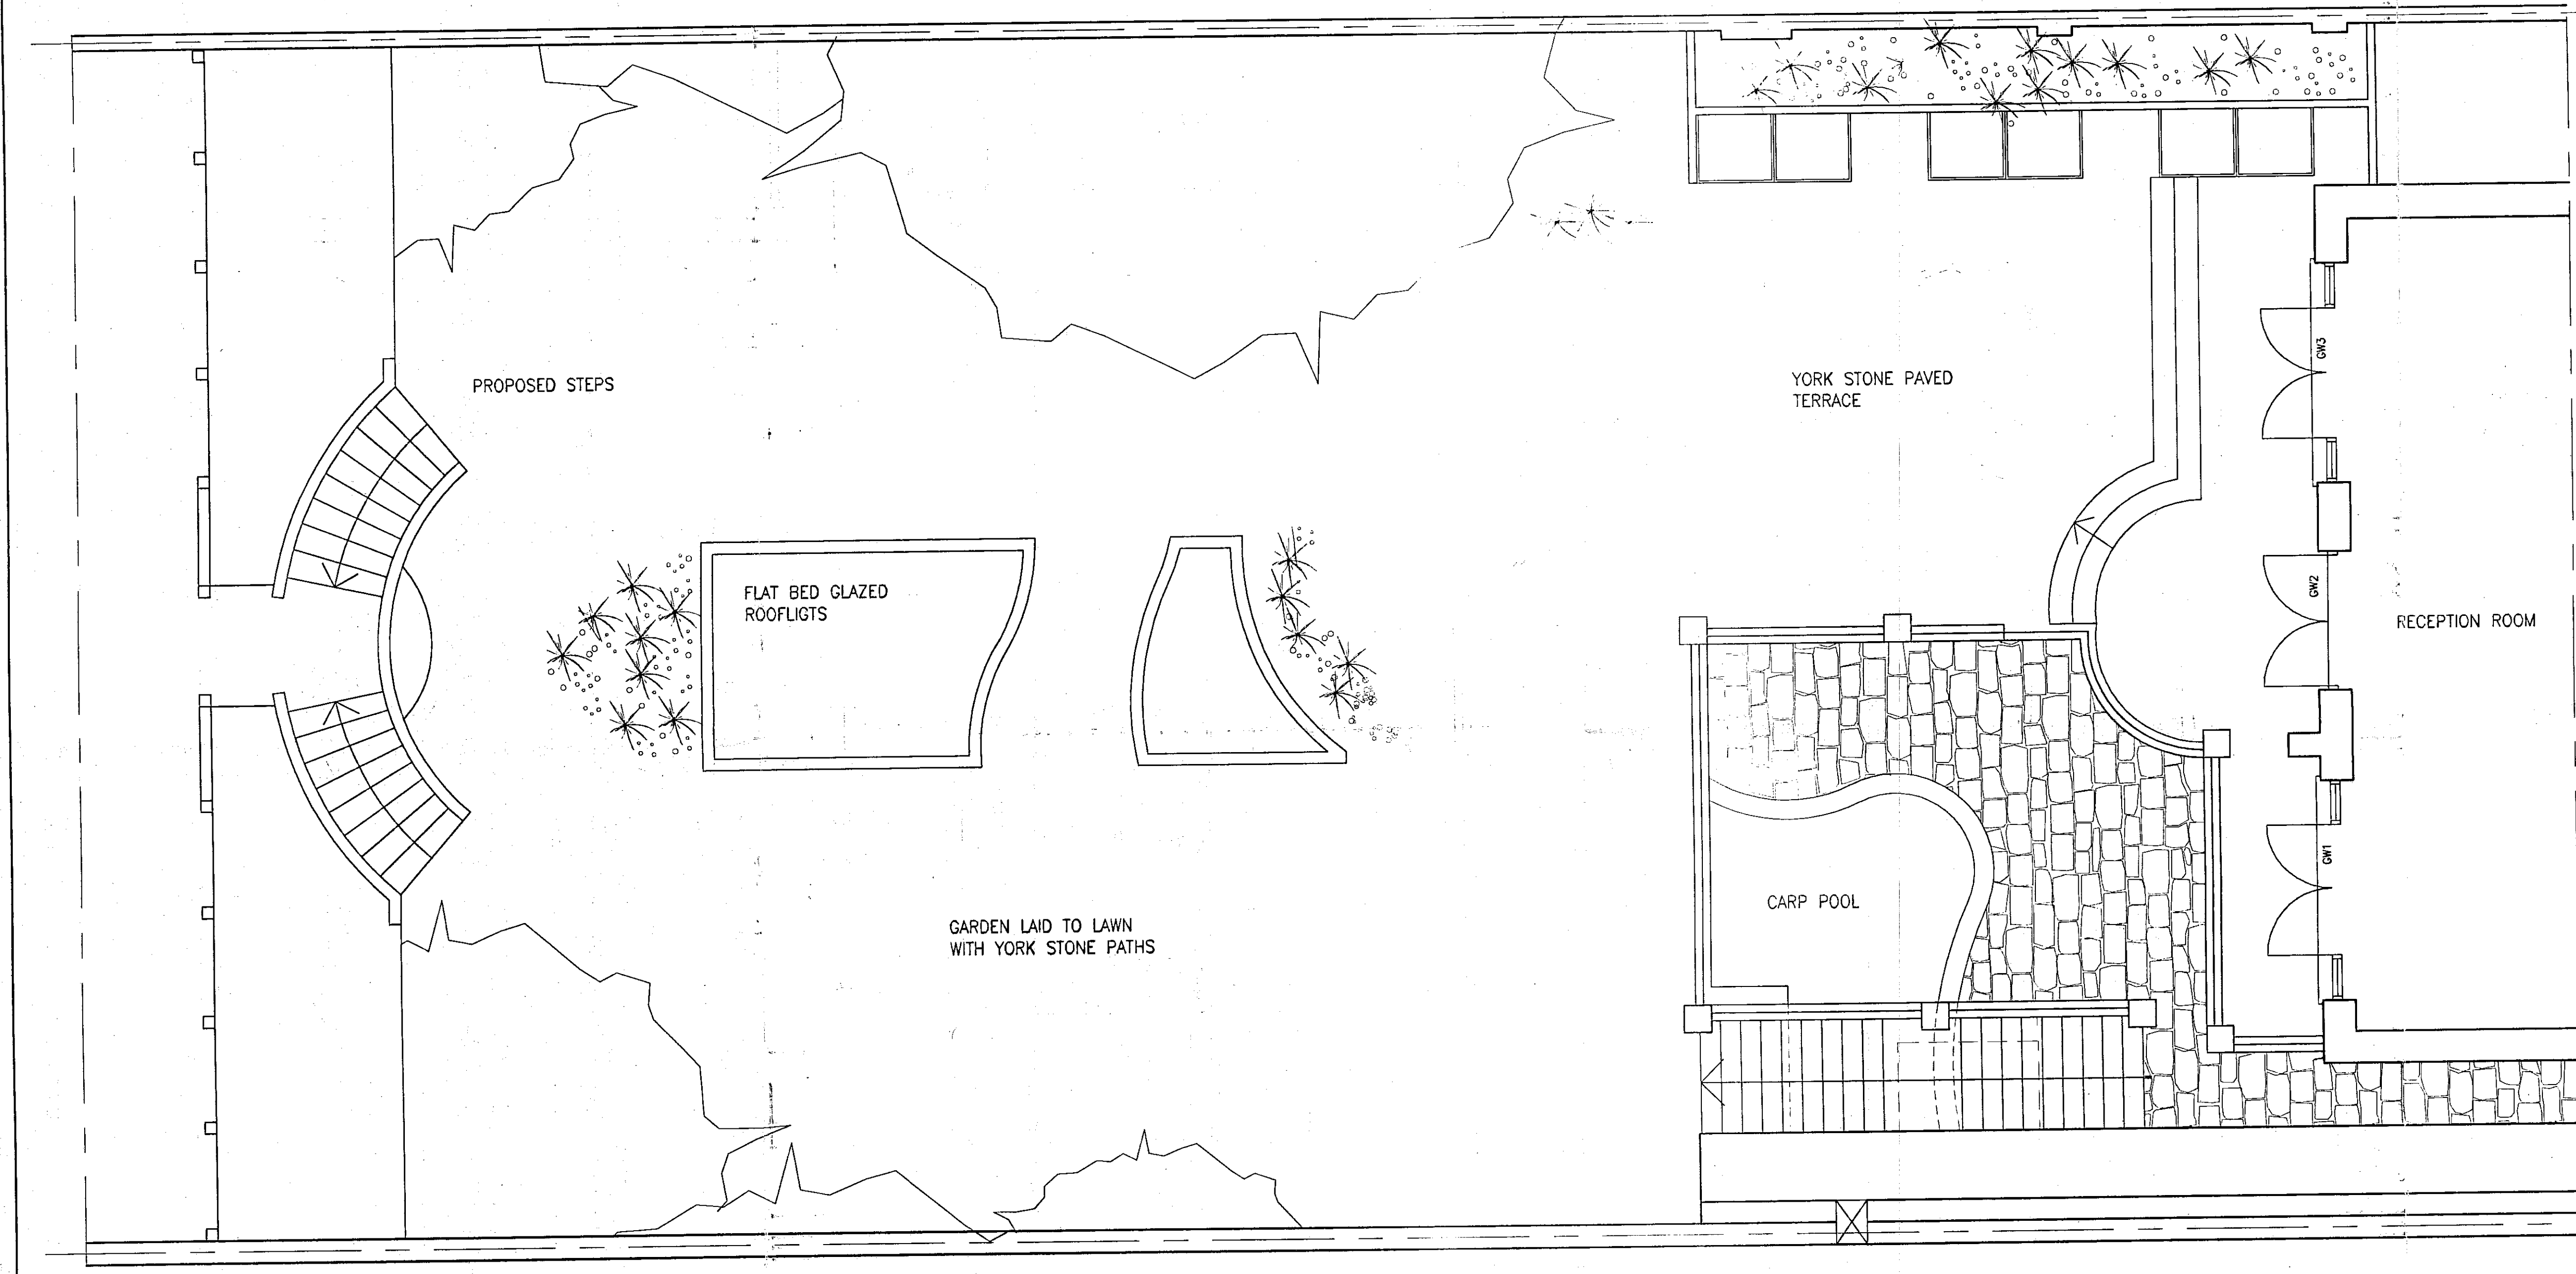 PROPOSED STEPS
YORK STONE PAVED
TERRACE
GW3
FLAT BED GLAZED
ROOFLIGTS
GW2
RECEPTION ROOM
GW1
CARP POOL
GARDEN LAID TO LAWN
WITH YORK STONE PATHS